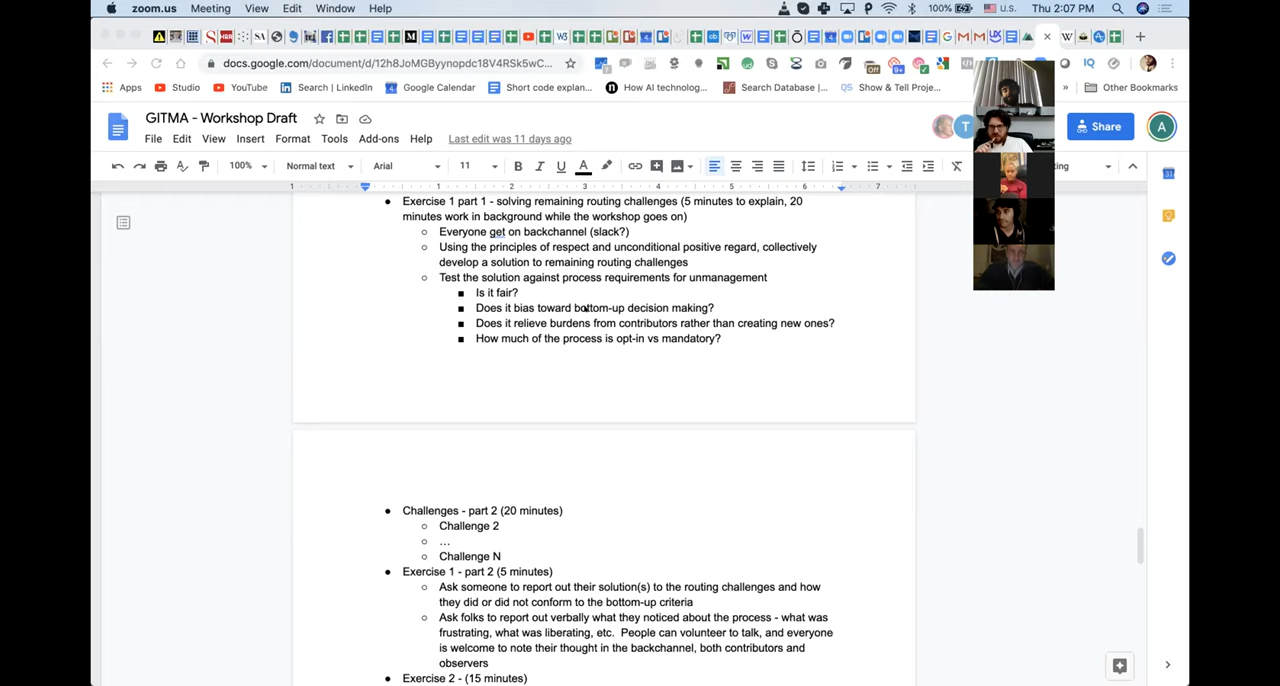 zoom.us Meeting View Edit Window Help 100% U.S. Thu 2:07 PM
docs.google.com/document/d/12h8JoMGByynopdc18V4RSk5wC...
Apps Studio YouTube Search | LinkedIn Google Calendar Short code explan... How AI technolog... Search Database |... Show & Tell Proje... » Other Bookmarks
GITMA - Workshop Draft
File Edit View Insert Format Tools Add-ons Help Last edit was 11 days ago
T Share A
100% Normal text Arial 11 B I U A
1 1 2 3 4 5 6 7
• Exercise 1 part 1 - solving remaining routing challenges (5 minutes to explain, 20
minutes work in background while the workshop goes on)
○ Everyone get on backchannel (slack?)
○ Using the principles of respect and unconditional positive regard, collectively
develop a solution to remaining routing challenges
○ Test the solution against process requirements for unmanagement
■ Is it fair?
■ Does it bias toward bottom-up decision making?
■ Does it relieve burdens from contributors rather than creating new ones?
■ How much of the process is opt-in vs mandatory?
• Challenges - part 2 (20 minutes)
○ Challenge 2
○ ...
○ Challenge N
• Exercise 1 - part 2 (5 minutes)
○ Ask someone to report out their solution(s) to the routing challenges and how
they did or did not conform to the bottom-up criteria
○ Ask folks to report out verbally what they noticed about the process - what was
frustrating, what was liberating, etc. People can volunteer to talk, and everyone
is welcome to note their thought in the backchannel, both contributors and
observers
• Exercise 2 - (15 minutes)